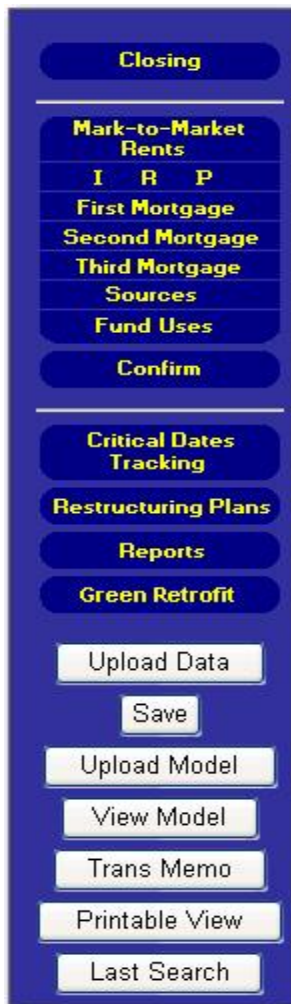 Closing
Mark-to-Market
Rents
I R P
First Mortgage
Second Mortgage
Third Mortgage
Sources
Fund Uses
Confirm
Critical Dates
Tracking
Restructuring Plans
Reports
Green Retrofit
Upload Data
Save
Upload Model
View Model
Trans Memo
Printable View
Last Search